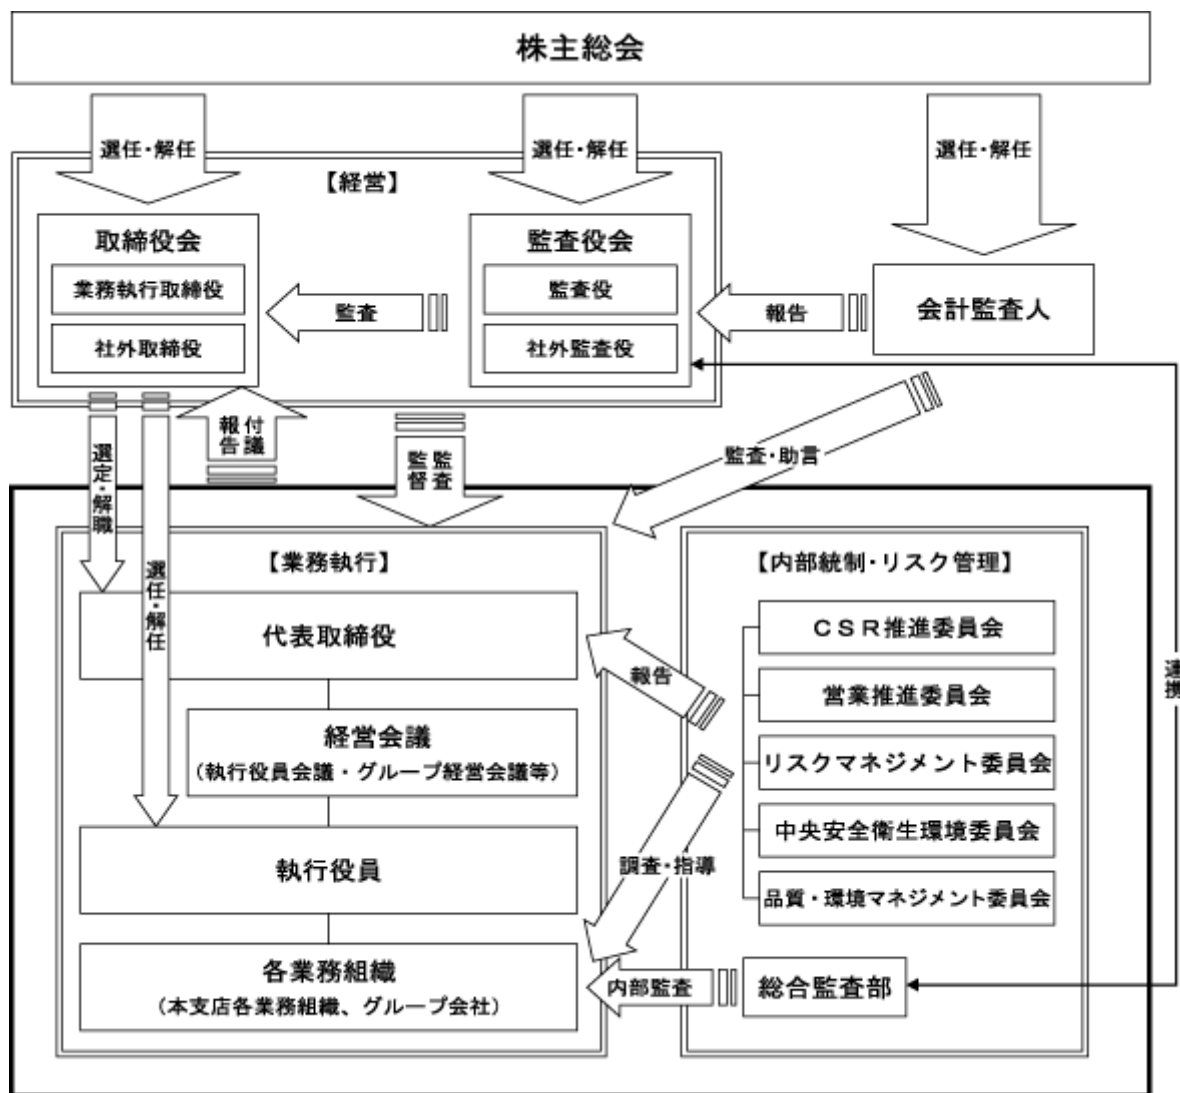 株主総会
選任・解任
選任・解任
選任・解任
【経営】
取締役会
業務執行取締役
社外取締役
監査
監査役会
監査役
社外監査役
報告
会計監査人
選定・解職
選任・解任
付議
報告
監査
監督
監査・助言
連携
【業務執行】
代表取締役
経営会議
（執行役員会議・グループ経営会議等）
執行役員
各業務組織
（本支店各業務組織、グループ会社）
報告
調査・指導
内部監査
【内部統制・リスク管理】
ＣＳＲ推進委員会
営業推進委員会
リスクマネジメント委員会
中央安全衛生環境委員会
品質・環境マネジメント委員会
総合監査部